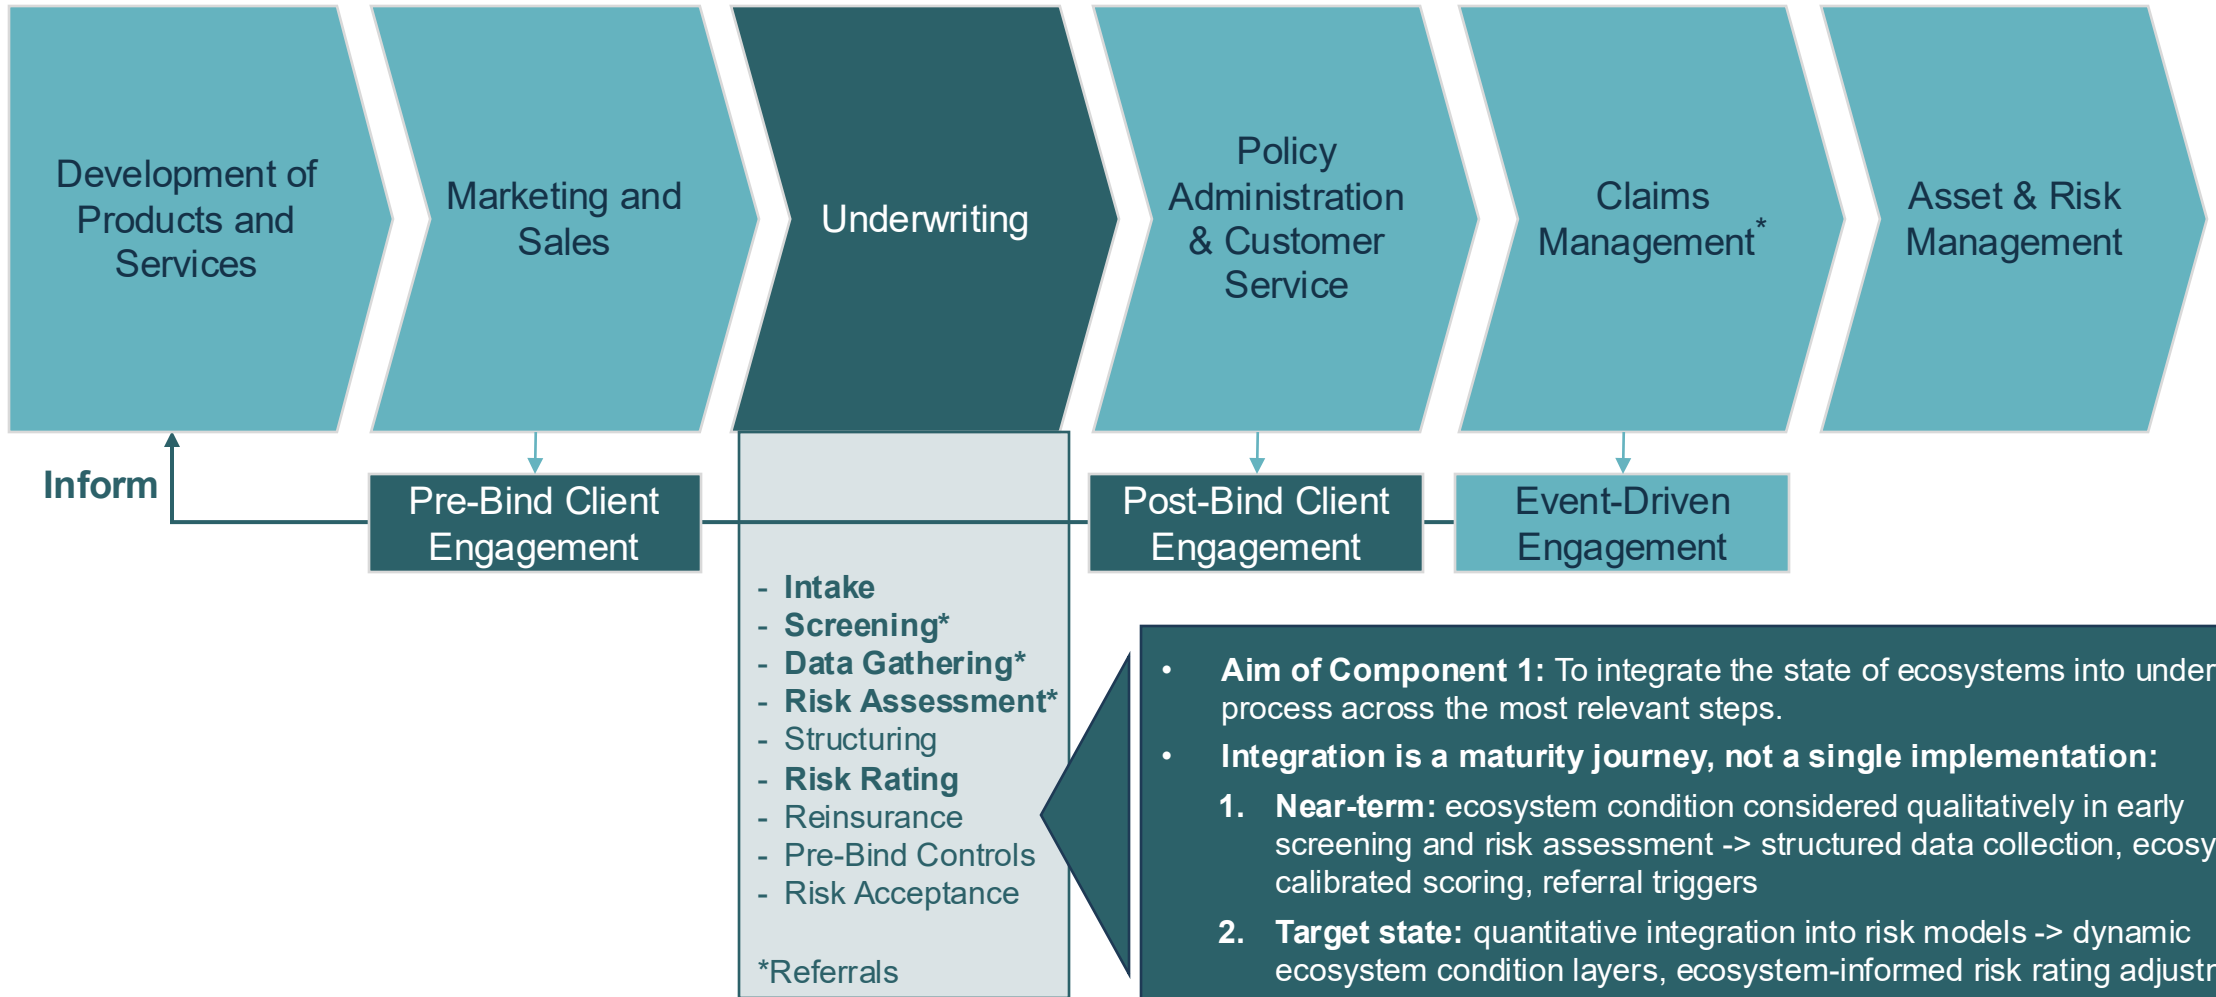 Development of
Products and
Services
Marketing and
Sales
Underwriting
Policy
Administration
& Customer
Service
Claims
Management*
Asset & Risk
Management
Inform
Pre-Bind Client
Engagement
Post-Bind Client
Engagement
Event-Driven
Engagement
- Intake
- Screening*
- Data Gathering*
- Risk Assessment*
- Structuring
- Risk Rating
- Reinsurance
- Pre-Bind Controls
- Risk Acceptance
*Referrals
• Aim of Component 1: To integrate the state of ecosystems into under
process across the most relevant steps.
• Integration is a maturity journey, not a single implementation:
1. Near-term: ecosystem condition considered qualitatively in early
screening and risk assessment -> structured data collection, ecosy
calibrated scoring, referral triggers
2. Target state: quantitative integration into risk models -> dynamic
ecosystem condition layers, ecosystem-informed risk rating